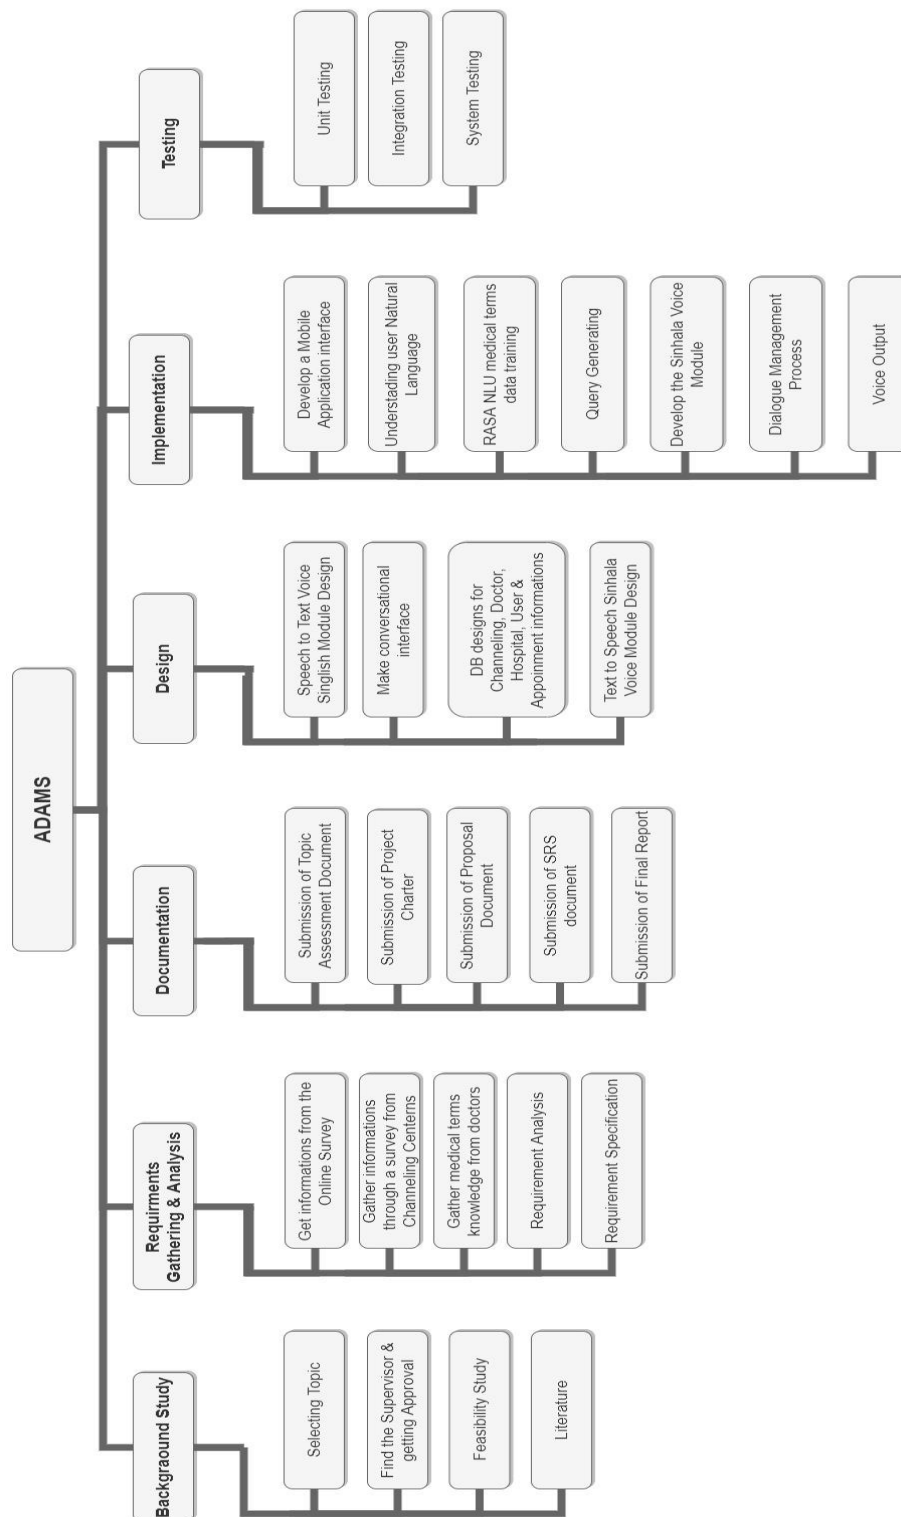 ADAMS
Backgraound Study
Selecting Topic
Find the Supervisor &
getting Approval
Feasibility Study
Literature
Requirments
Gathering & Analysis
Get informations from the
Online Survey
Gather informations
through a survey from
Channeling Centerns
Gather medical terms
knowledge from doctors
Requirement Analysis
Requirement Specification
Documentation
Submission of Topic
Assessment Document
Submission of Project
Charter
Submission of Proposal
Document
Submission of SRS
document
Submission of Final Report
Design
Speech to Text Voice
Singlish Module Design
Make conversational
interface
DB designs for
Channeling, Doctor,
Hospital, User &
Appoinment informations
Text to Speech Sinhala
Voice Module Design
Implementation
Develop a Mobile
Application interface
Understading user Natural
Language
RASA NLU medical terms
data training
Query Generating
Develop the Sinhala Voice
Module
Dialogue Management
Process
Voice Output
Testing
Unit Testing
Integration Testing
System Testing